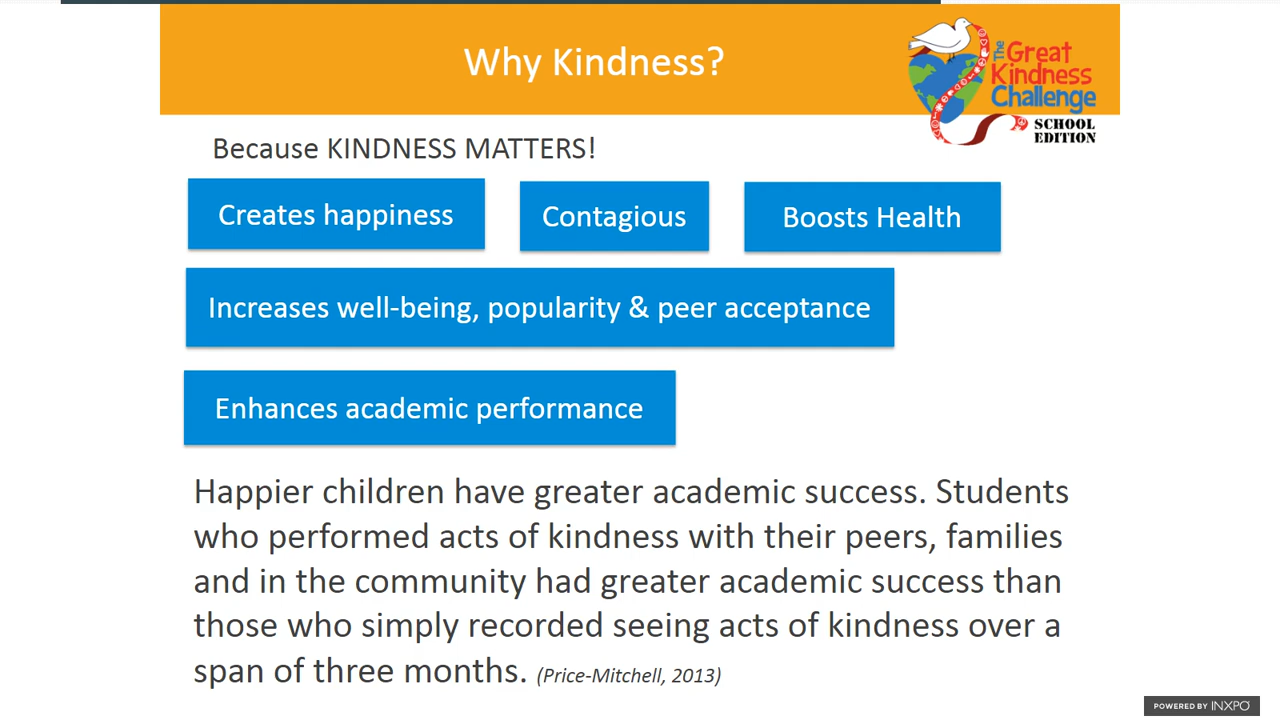 Why Kindness?
The Great Kindness Challenge
SCHOOL EDITION
Because KINDNESS MATTERS!
Creates happiness
Contagious
Boosts Health
Increases well-being, popularity & peer acceptance
Enhances academic performance
Happier children have greater academic success. Students
who performed acts of kindness with their peers, families
and in the community had greater academic success than
those who simply recorded seeing acts of kindness over a
span of three months. (Price-Mitchell, 2013)
POWERED BY INXPO